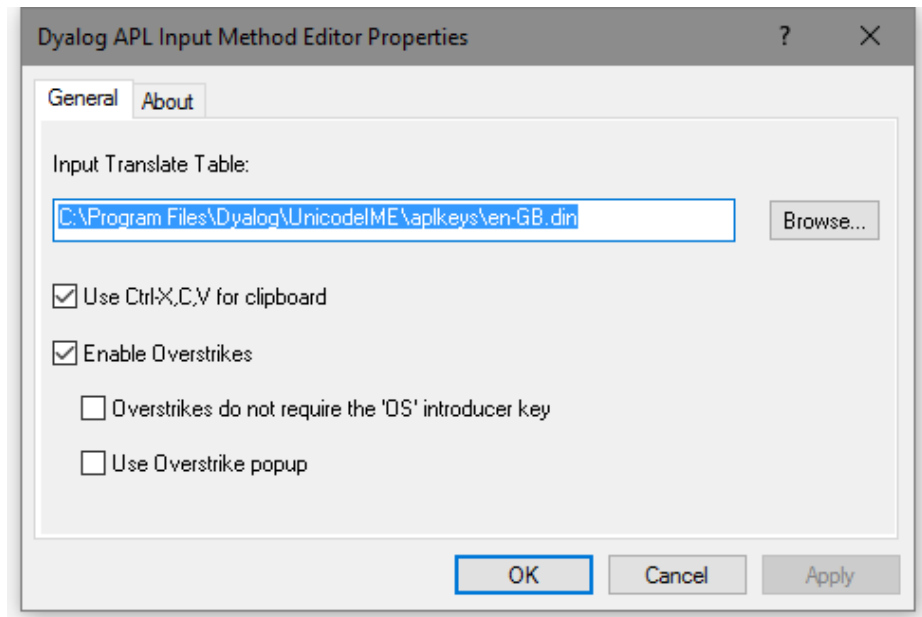 Dyalog APL Input Method Editor Properties ? X
General About
Input Translate Table:
C:\Program Files\Dyalog\UnicodeIME\aplkeys\en-GB.din Browse...
Use Ctrl-X,C,V for clipboard
Enable Overstrikes
Overstrikes do not require the 'OS' introducer key
Use Overstrike popup
OK Cancel Apply